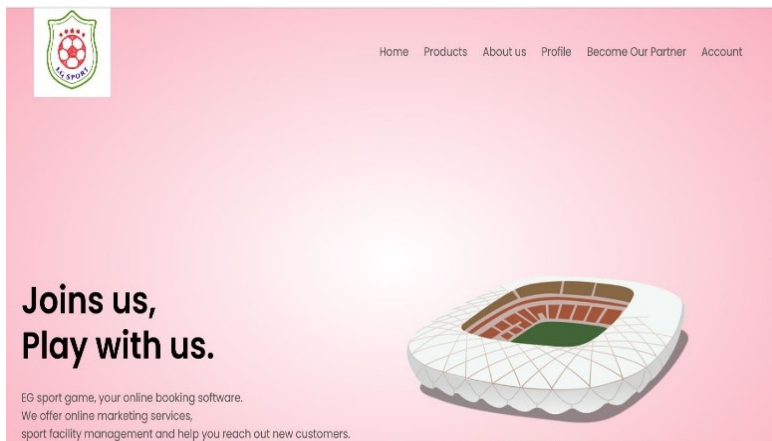 E.G SPORT
Home Products About us Profile Become Our Partner Account
Joins us,
Play with us.
EG sport game, your online booking software.
We offer online marketing services,
sport facility management and help you reach out new customers.